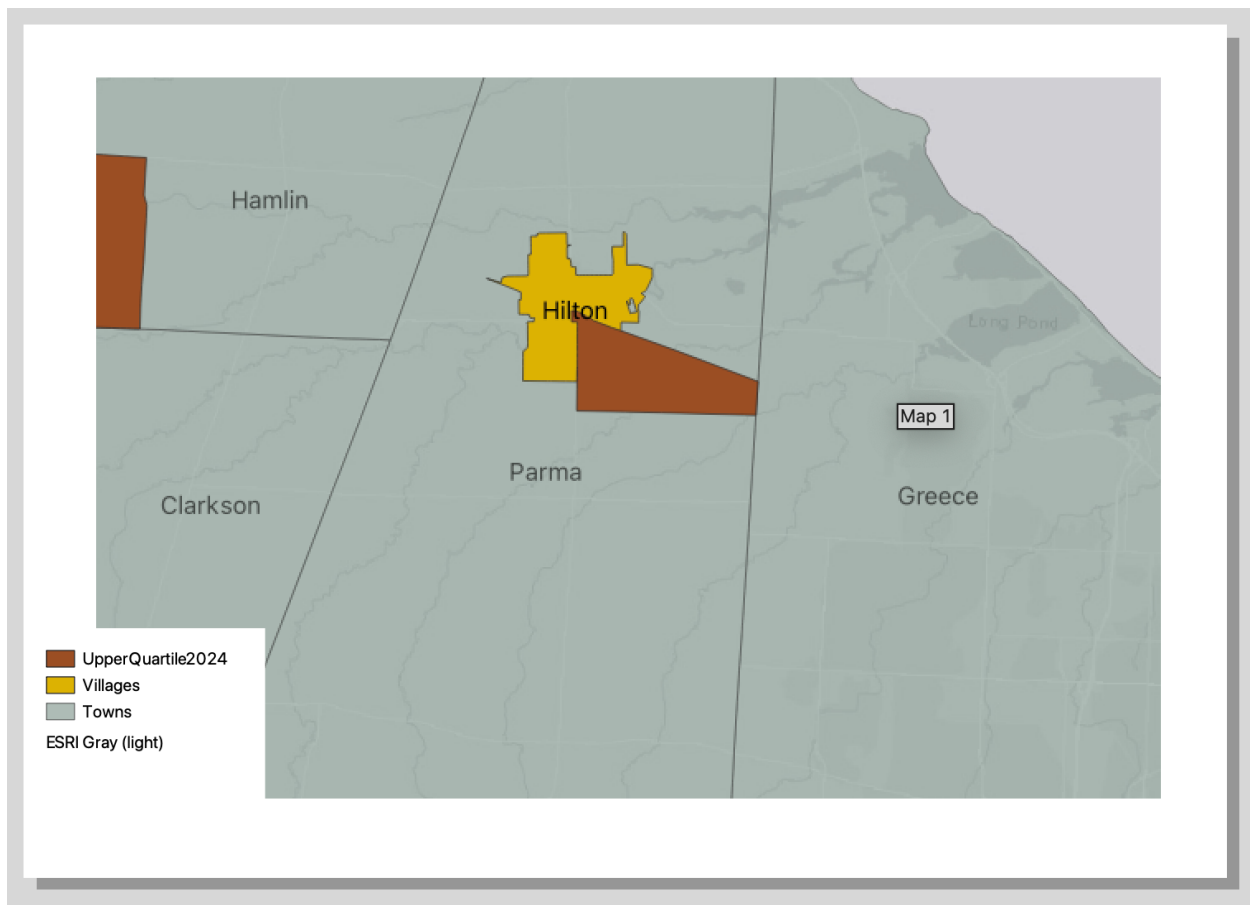 Hamlin
Hilton
Long Pond
Map 1
Parma
Greece
Clarkson
UpperQuartile2024
Villages
Towns
ESRI Gray (light)